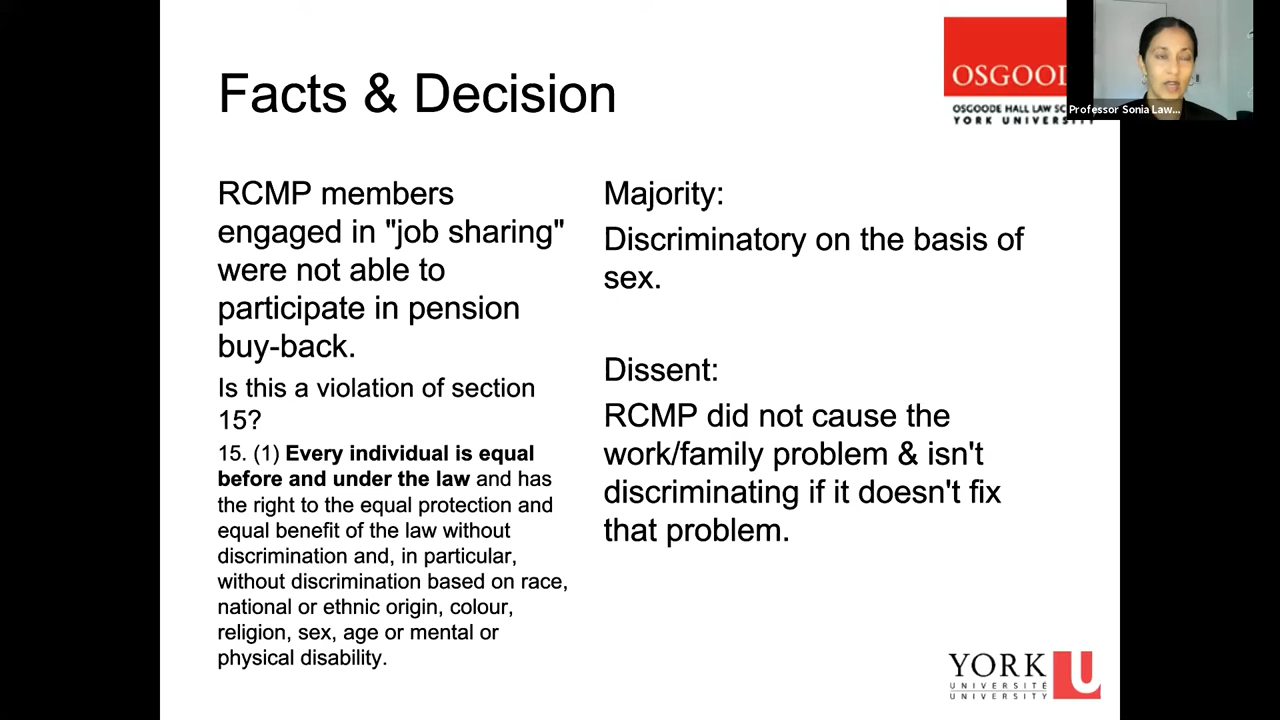 Facts & Decision
OSGOOD
OSGOODE HALL LAW SC
YORK UNIVERSITY
Professor Sonia Law...
RCMP members
engaged in "job sharing"
were not able to
participate in pension
buy-back.
Is this a violation of section
15?
15. (1) Every individual is equal
before and under the law and has
the right to the equal protection and
equal benefit of the law without
discrimination and, in particular,
without discrimination based on race,
national or ethnic origin, colour,
religion, sex, age or mental or
physical disability.
Majority:
Discriminatory on the basis of
sex.
Dissent:
RCMP did not cause the
work/family problem & isn't
discriminating if it doesn't fix
that problem.
YORK U
UNIVERSITÉ
UNIVERSITY